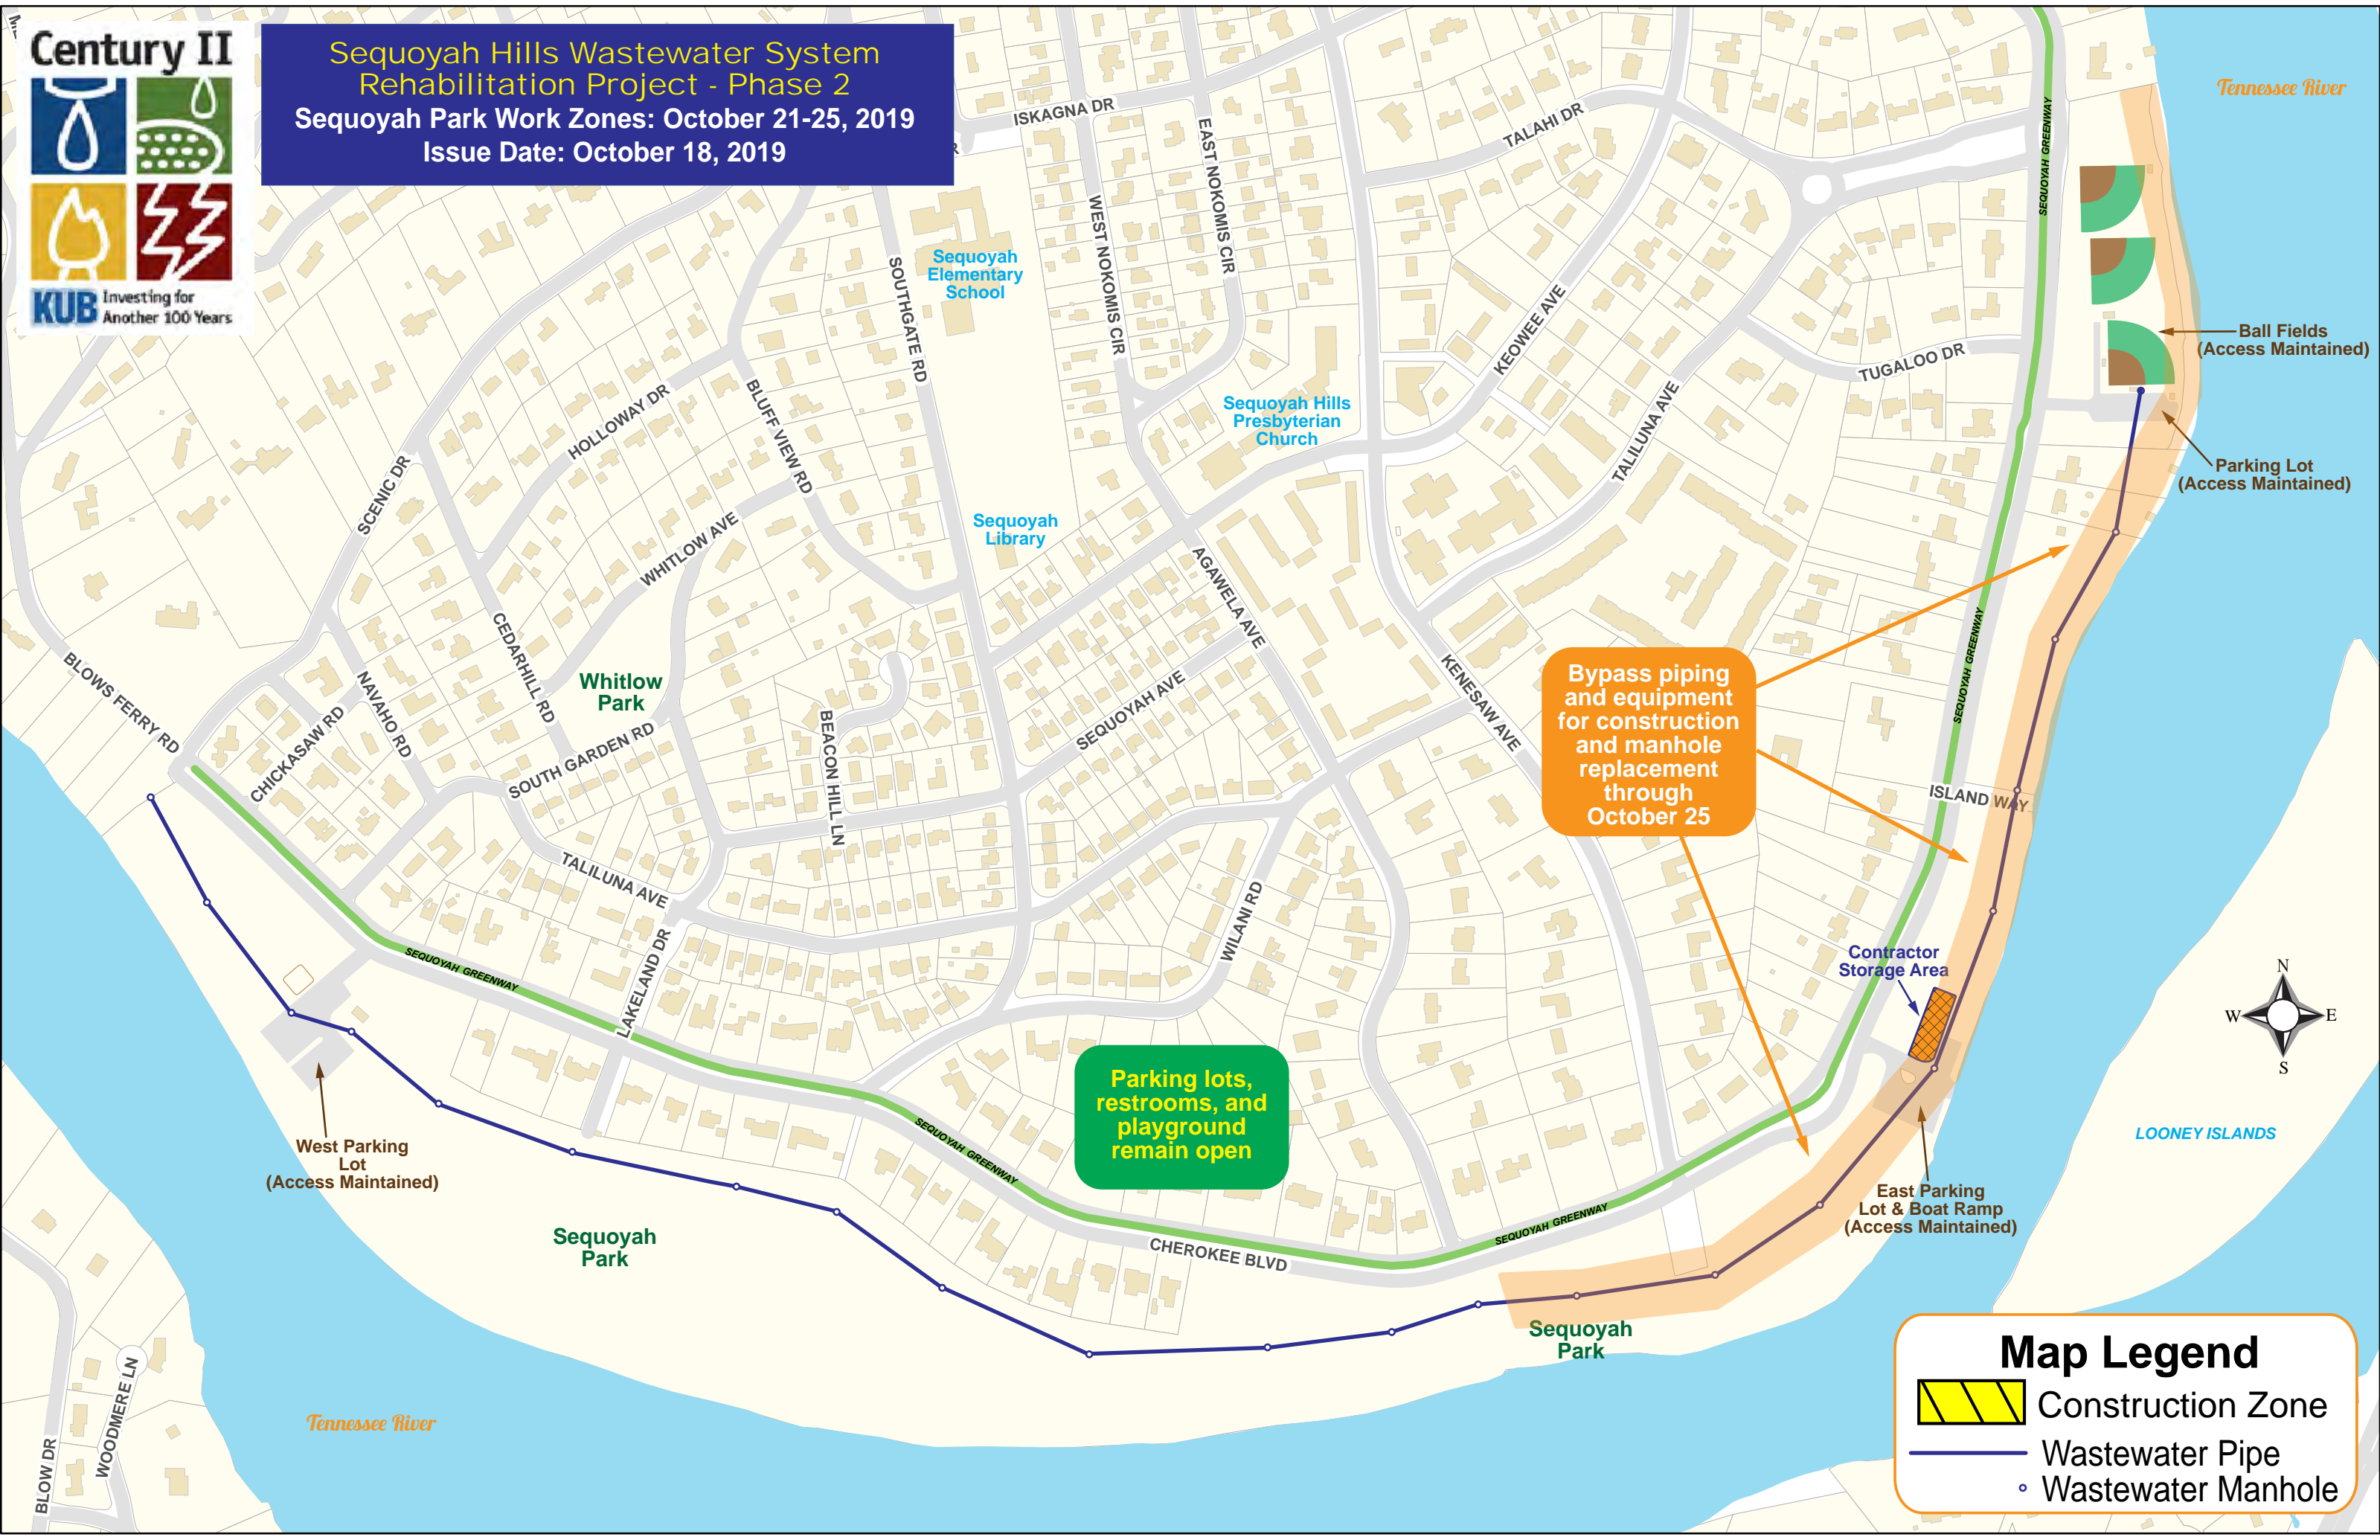 Century II
KUB Investing for
Another 100 Years
Sequoyah Hills Wastewater System
Rehabilitation Project - Phase 2
Sequoyah Park Work Zones: October 21-25, 2019
Issue Date: October 18, 2019
Tennessee River
ISKAGNA DR
EAST NOKOMIS CIR
WEST NOKOMIS CIR
TALAHI DR
SEQUOYAH GREENWAY
SOUTHGATE RD
Sequoyah
Elementary
School
KEOWEE AVE
TUGALOO DR
Ball Fields
(Access Maintained)
HOLLOWAY DR
BLUFF VIEW RD
Sequoyah Hills
Presbyterian
Church
TALILUNA AVE
Parking Lot
(Access Maintained)
SCENIC DR
WHITLOW AVE
Sequoyah
Library
AGAWELA AVE
CEDARHILL RD
BLOWS FERRY RD
NAVAHO RD
CHICKASAW RD
Whitlow
Park
SOUTH GARDEN RD
BEACON HILL LN
SEQUOYAH AVE
KENESAW AVE
SEQUOYAH GREENWAY
Bypass piping
and equipment
for construction
and manhole
replacement
through
October 25
ISLAND WAY
TALILUNA AVE
WILANI RD
LAKELAND DR
SEQUOYAH GREENWAY
Contractor
Storage Area
N
W
E
S
Parking lots,
restrooms, and
playground
remain open
West Parking
Lot
(Access Maintained)
SEQUOYAH GREENWAY
LOONEY ISLANDS
East Parking
Lot & Boat Ramp
(Access Maintained)
SEQUOYAH GREENWAY
CHEROKEE BLVD
Sequoyah
Park
Sequoyah
Park
Tennessee River
WOODMERE LN
BLOW DR
Map Legend
Construction Zone
Wastewater Pipe
Wastewater Manhole